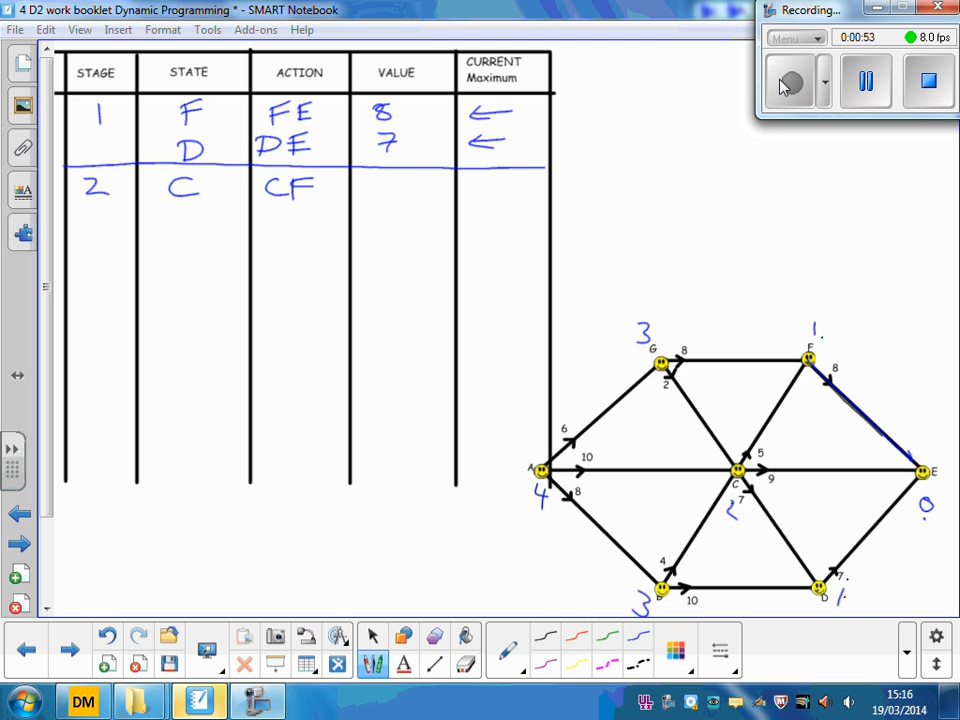 4 D2 work booklet Dynamic Programming * - SMART Notebook
Recording...
File Edit View Insert Format Tools Add-ons Help
Menu 0:00:53 8.0 fps
STAGE STATE ACTION VALUE CURRENT Maximum
1 F FE 8 ←
D DE 7 ←
2 C CF
3 1.
G 8 F
2 8
6
A 10 5 E
C 9
4 8 7
2 0
4 7
3 10 D 1
15:16
DM
19/03/2014